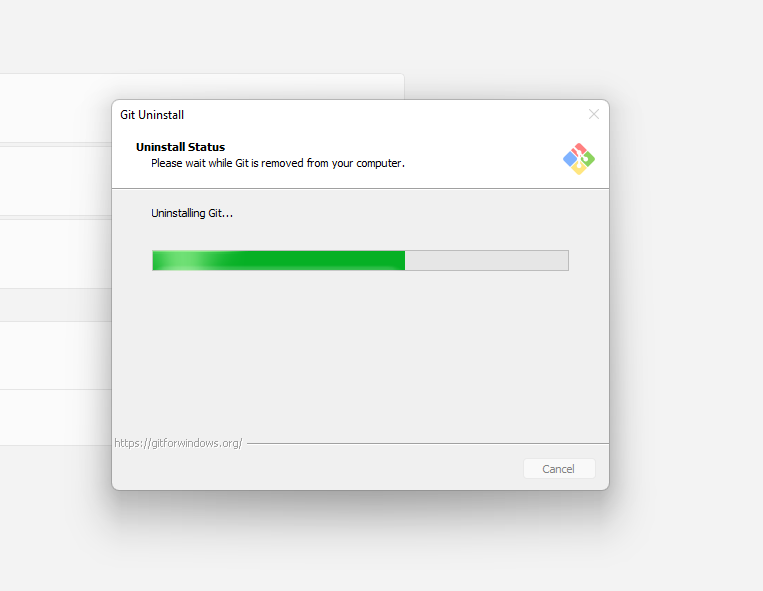 Git Uninstall
Uninstall Status
Please wait while Git is removed from your computer.
Uninstalling Git...
https://gitforwindows.org/
Cancel